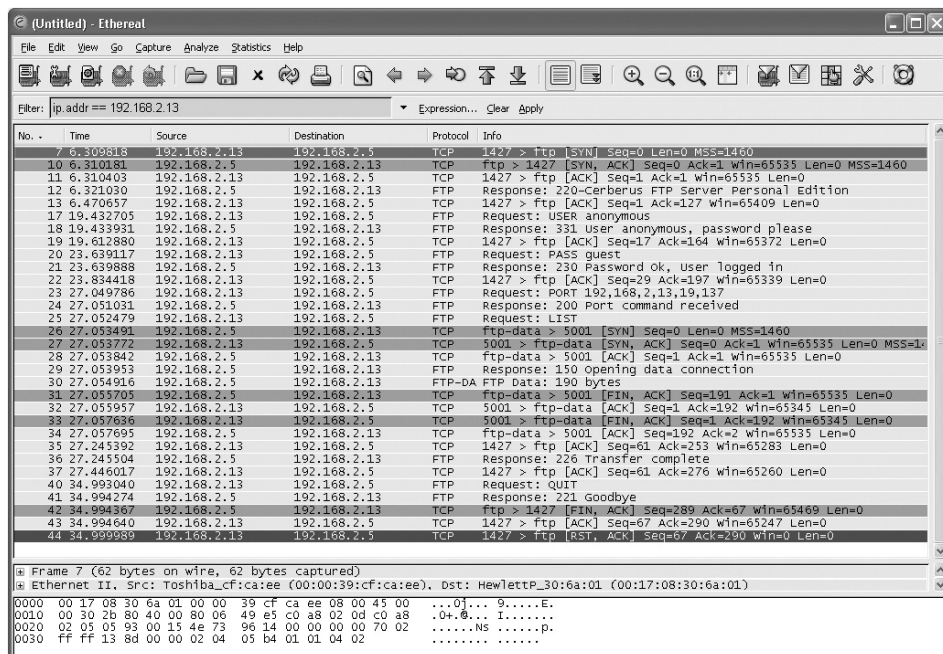 (Untitled) - Ethereal
File Edit View Go Capture Analyze Statistics Help
Filter: ip.addr == 192.168.2.13 Expression... Clear Apply
No. . Time Source Destination Protocol Info
7 6.309818 192.168.2.13 192.168.2.5 TCP 1427 > ftp [SYN] Seq=0 Len=0 MSS=1460
10 6.310181 192.168.2.5 192.168.2.13 TCP ftp > 1427 [SYN, ACK] Seq=0 Ack=1 Win=65535 Len=0 MSS=1460
11 6.310403 192.168.2.13 192.168.2.5 TCP 1427 > ftp [ACK] Seq=1 Ack=1 Win=65535 Len=0
12 6.321030 192.168.2.5 192.168.2.13 FTP Response: 220-Cerberus FTP Server Personal Edition
13 6.470657 192.168.2.13 192.168.2.5 TCP 1427 > ftp [ACK] Seq=1 Ack=127 Win=65409 Len=0
17 19.432705 192.168.2.13 192.168.2.5 FTP Request: USER anonymous
18 19.433931 192.168.2.5 192.168.2.13 FTP Response: 331 User anonymous, password please
19 19.612880 192.168.2.13 192.168.2.5 TCP 1427 > ftp [ACK] Seq=17 Ack=164 Win=65372 Len=0
20 23.639117 192.168.2.13 192.168.2.5 FTP Request: PASS guest
21 23.639888 192.168.2.5 192.168.2.13 FTP Response: 230 Password Ok, User logged in
22 23.834418 192.168.2.13 192.168.2.5 TCP 1427 > ftp [ACK] Seq=29 Ack=197 Win=65339 Len=0
23 27.049786 192.168.2.13 192.168.2.5 FTP Request: PORT 192,168,2,13,19,137
24 27.051031 192.168.2.5 192.168.2.13 FTP Response: 200 Port command received
25 27.052479 192.168.2.13 192.168.2.5 FTP Request: LIST
26 27.053491 192.168.2.5 192.168.2.13 TCP ftp-data > 5001 [SYN] Seq=0 Len=0 MSS=1460
27 27.053772 192.168.2.13 192.168.2.5 TCP 5001 > ftp-data [SYN, ACK] Seq=0 Ack=1 Win=65535 Len=0 MSS=14
28 27.053842 192.168.2.5 192.168.2.13 TCP ftp-data > 5001 [ACK] Seq=1 Ack=1 Win=65535 Len=0
29 27.053953 192.168.2.5 192.168.2.13 FTP Response: 150 Opening data connection
30 27.054916 192.168.2.5 192.168.2.13 FTP-DA FTP Data: 190 bytes
31 27.055705 192.168.2.5 192.168.2.13 TCP ftp-data > 5001 [FIN, ACK] Seq=191 Ack=1 Win=65535 Len=0
32 27.055957 192.168.2.13 192.168.2.5 TCP 5001 > ftp-data [ACK] Seq=1 Ack=192 Win=65345 Len=0
33 27.057636 192.168.2.13 192.168.2.5 TCP 5001 > ftp-data [FIN, ACK] Seq=1 Ack=192 Win=65345 Len=0
34 27.057695 192.168.2.5 192.168.2.13 TCP ftp-data > 5001 [ACK] Seq=192 Ack=2 Win=65535 Len=0
35 27.245392 192.168.2.13 192.168.2.5 TCP 1427 > ftp [ACK] Seq=61 Ack=253 Win=65283 Len=0
36 27.245504 192.168.2.5 192.168.2.13 FTP Response: 226 Transfer complete
37 27.446017 192.168.2.13 192.168.2.5 TCP 1427 > ftp [ACK] Seq=61 Ack=276 Win=65260 Len=0
40 34.993040 192.168.2.13 192.168.2.5 FTP Request: QUIT
41 34.994274 192.168.2.5 192.168.2.13 FTP Response: 221 Goodbye
42 34.994367 192.168.2.5 192.168.2.13 TCP ftp > 1427 [FIN, ACK] Seq=289 Ack=67 Win=65469 Len=0
43 34.994640 192.168.2.13 192.168.2.5 TCP 1427 > ftp [ACK] Seq=67 Ack=290 Win=65247 Len=0
44 34.999989 192.168.2.13 192.168.2.5 TCP 1427 > ftp [RST, ACK] Seq=67 Ack=290 Win=0 Len=0
Frame 7 (62 bytes on wire, 62 bytes captured)
Ethernet II, Src: Toshiba_cf:ca:ee (00:00:39:cf:ca:ee), Dst: HewlettP_30:6a:01 (00:17:08:30:6a:01)
0000 00 17 08 30 6a 01 00 00 39 cf ca ee 08 00 45 00 ...0j... 9.....E.
0010 00 30 2b 80 40 00 80 06 49 e5 c0 a8 02 0d c0 a8 .0+.@... I.......
0020 02 05 05 93 00 15 4e 73 96 14 00 00 00 00 70 02 ......Ns ......p.
0030 ff ff 13 8d 00 00 02 04 05 b4 01 01 04 02 ........ ......